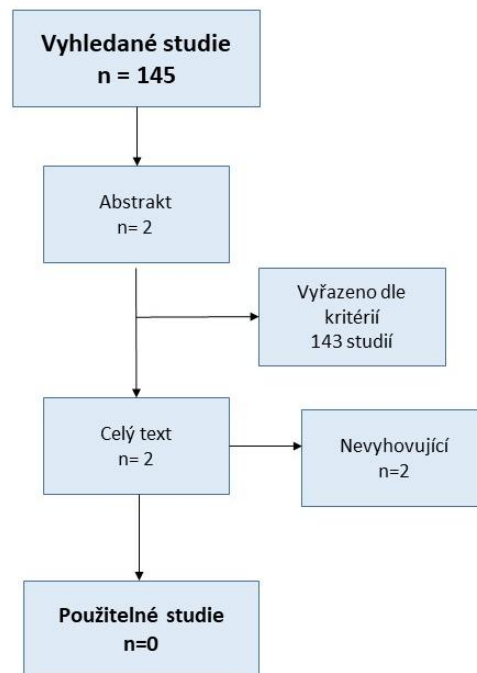 Vyhledané studie
n = 145
Abstrakt
n= 2
Vyřazeno dle
kritérií
143 studií
Celý text
n= 2
Nevyhovující
n=2
Použitelné studie
n=0